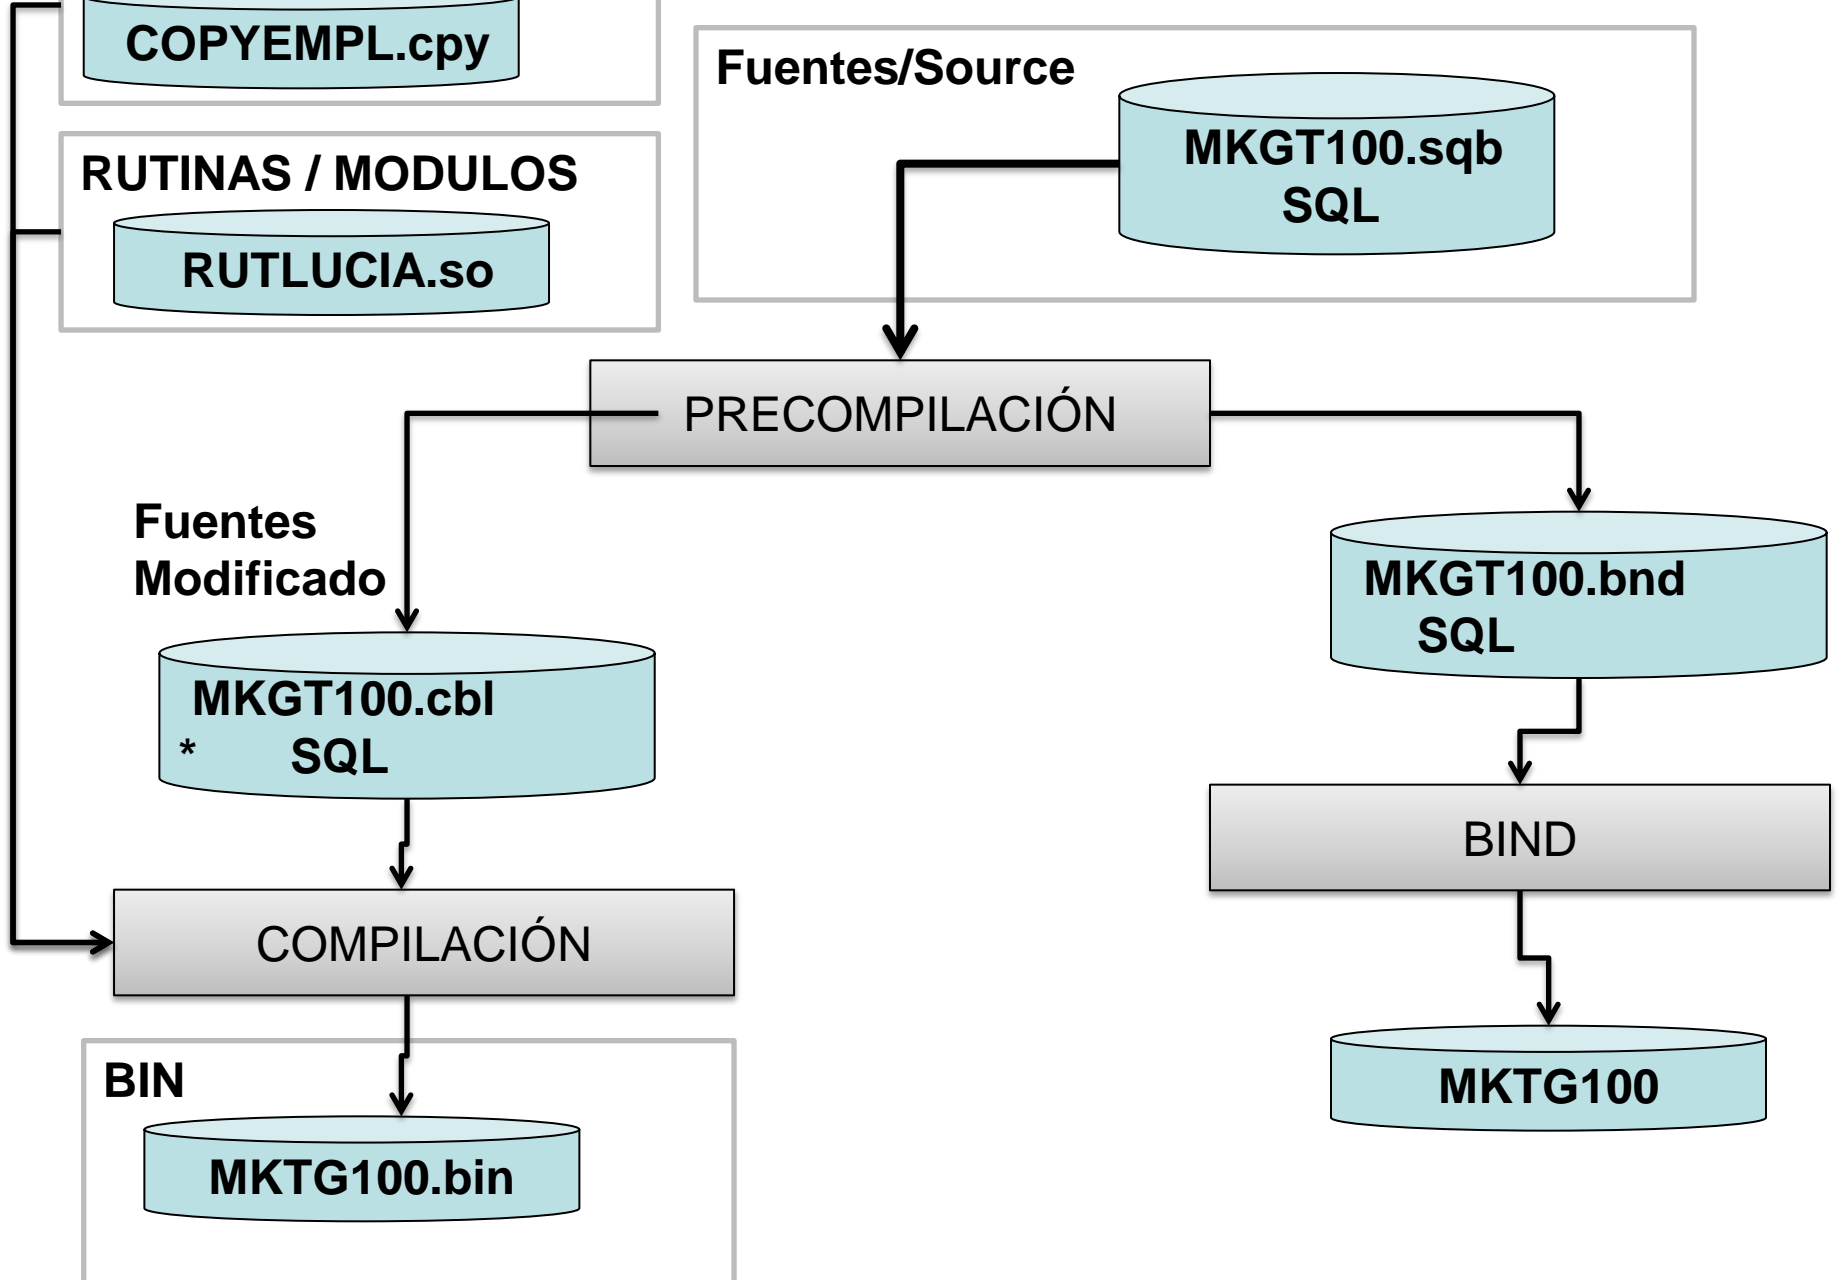 COPYEMPL.cpy
Fuentes/Source
MKGT100.sqb
SQL
RUTINAS / MODULOS
RUTLUCIA.so
PRECOMPILACIÓN
Fuentes
Modificado
MKGT100.bnd
SQL
MKGT100.cbl
* SQL
BIND
COMPILACIÓN
BIN
MKTG100
MKTG100.bin